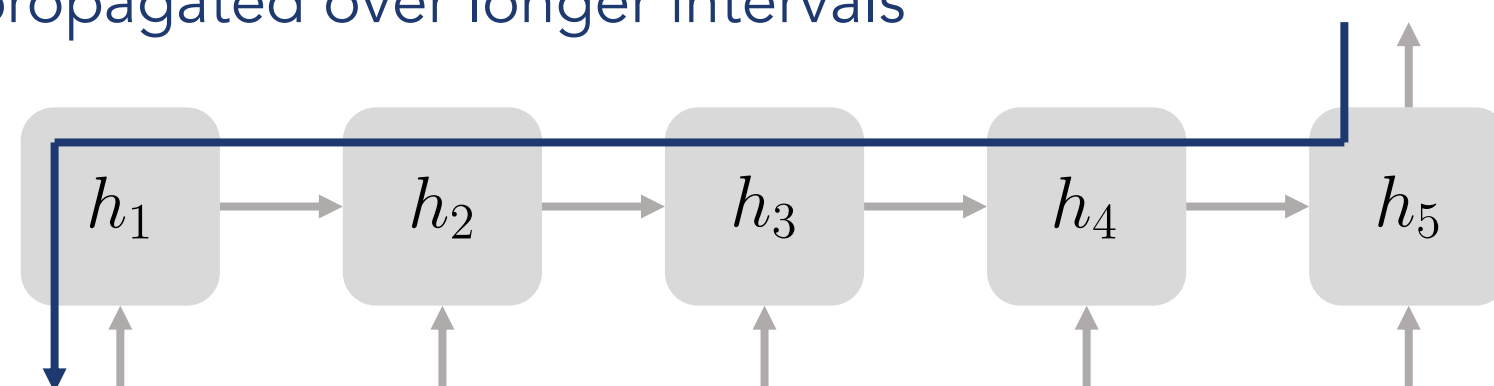 propagated over longer intervals
h₁ h₂ h₃ h₄ h₅